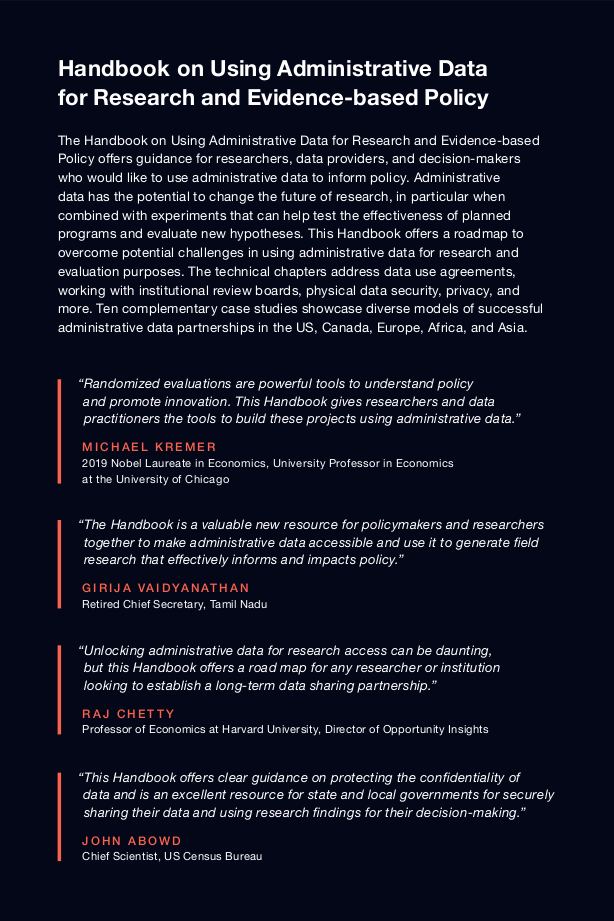 Handbook on Using Administrative Data
for Research and Evidence-based Policy
The Handbook on Using Administrative Data for Research and Evidence-based
Policy offers guidance for researchers, data providers, and decision-makers
who would like to use administrative data to inform policy. Administrative
data has the potential to change the future of research, in particular when
combined with experiments that can help test the effectiveness of planned
programs and evaluate new hypotheses. This Handbook offers a roadmap to
overcome potential challenges in using administrative data for research and
evaluation purposes. The technical chapters address data use agreements,
working with institutional review boards, physical data security, privacy, and
more. Ten complementary case studies showcase diverse models of successful
administrative data partnerships in the US, Canada, Europe, Africa, and Asia.
“Randomized evaluations are powerful tools to understand policy
and promote innovation. This Handbook gives researchers and data
practitioners the tools to build these projects using administrative data.”
MICHAEL KREMER
2019 Nobel Laureate in Economics, University Professor in Economics
at the University of Chicago
“The Handbook is a valuable new resource for policymakers and researchers
together to make administrative data accessible and use it to generate field
research that effectively informs and impacts policy.”
GIRIJA VAIDYANATHAN
Retired Chief Secretary, Tamil Nadu
“Unlocking administrative data for research access can be daunting,
but this Handbook offers a road map for any researcher or institution
looking to establish a long-term data sharing partnership.”
RAJ CHETTY
Professor of Economics at Harvard University, Director of Opportunity Insights
“This Handbook offers clear guidance on protecting the confidentiality of
data and is an excellent resource for state and local governments for securely
sharing their data and using research findings for their decision-making.”
JOHN ABOWD
Chief Scientist, US Census Bureau